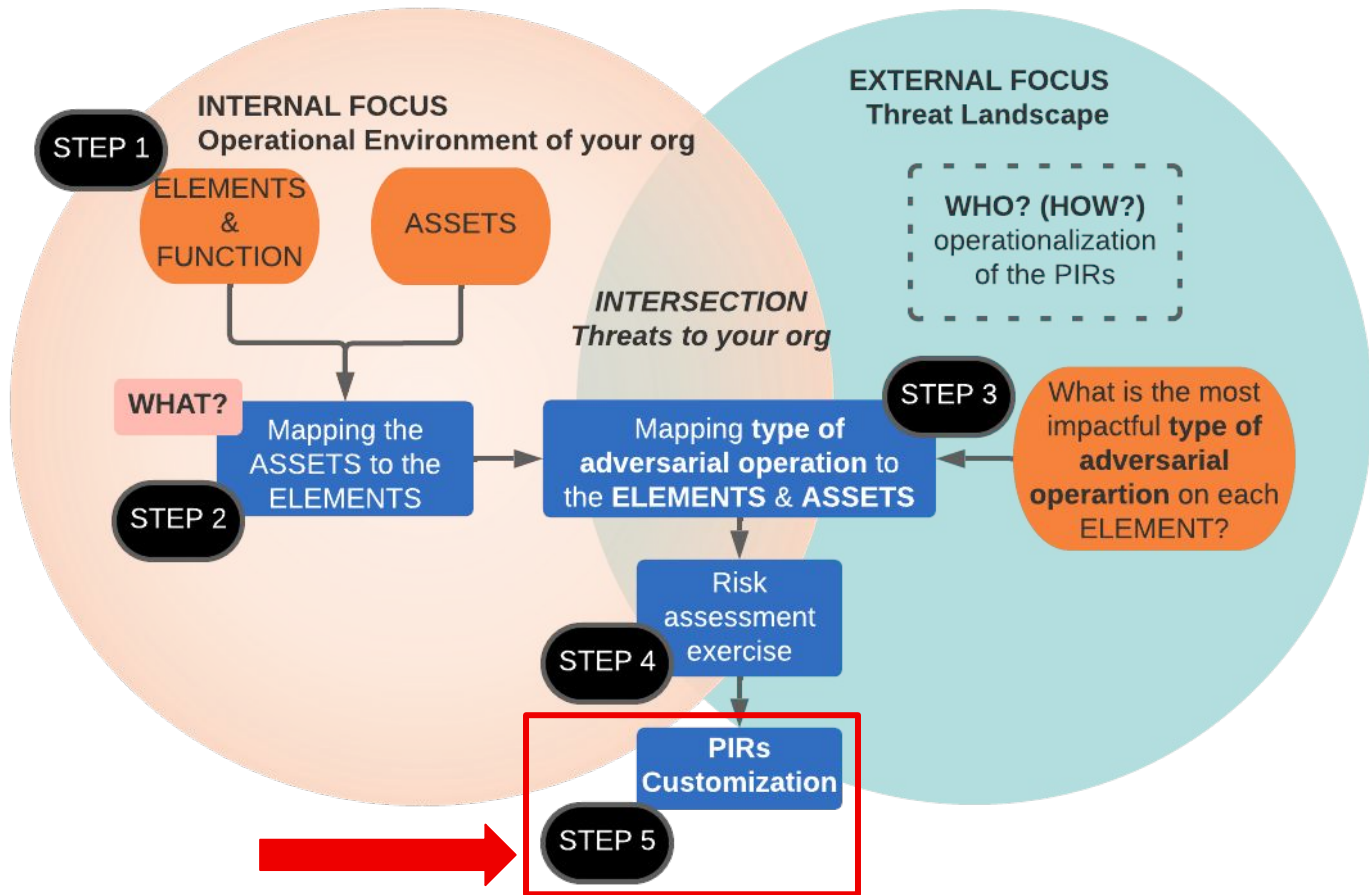 INTERNAL FOCUS
Operational Environment of your org
STEP 1
ELEMENTS
&
FUNCTION
ASSETS
EXTERNAL FOCUS
Threat Landscape
WHO? (HOW?)
operationalization
of the PIRs
INTERSECTION
Threats to your org
WHAT?
Mapping the
ASSETS to the
ELEMENTS
STEP 2
Mapping type of
adversarial operation to
the ELEMENTS & ASSETS
STEP 3
What is the most
impactful type of
adversarial
operartion on each
ELEMENT?
Risk
assessment
exercise
STEP 4
PIRs
Customization
STEP 5